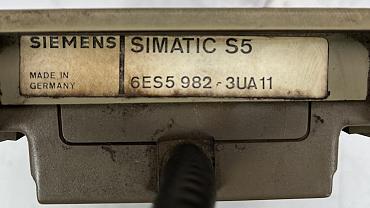 SIEMENS SIMATIC S5
MADE IN
GERMANY 6ES5 982-3UA11